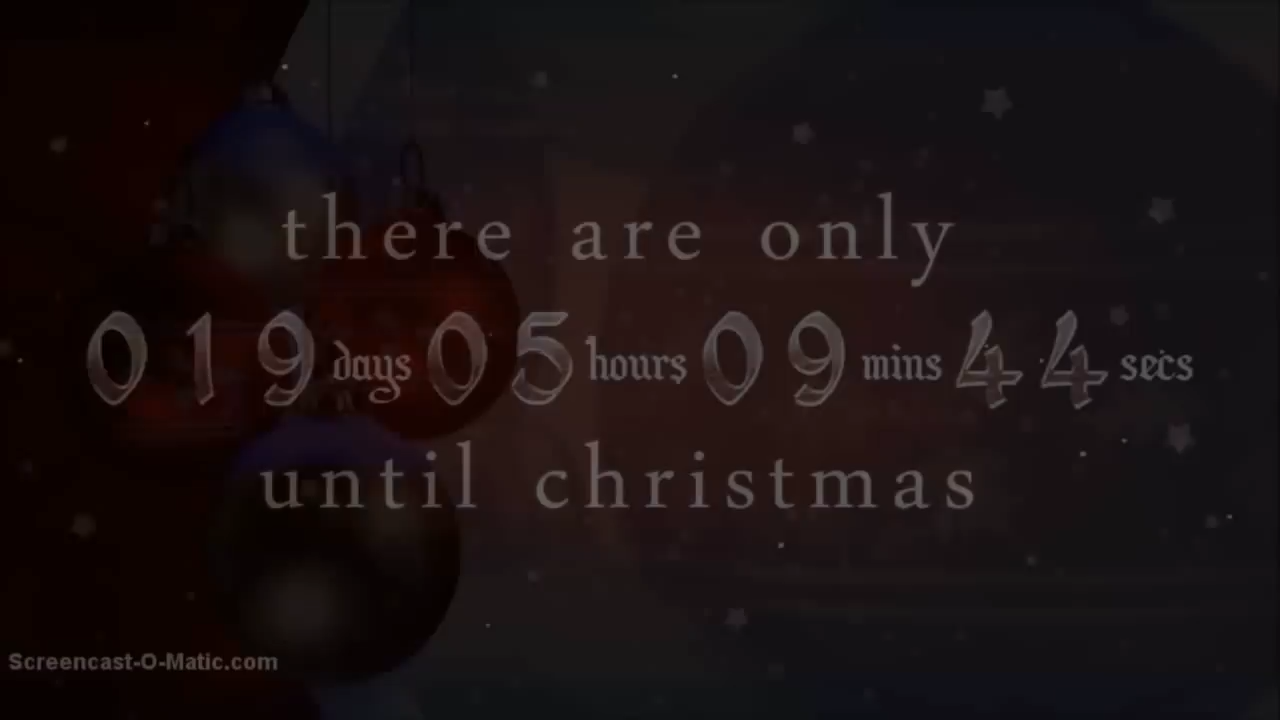 there are only
019 days 05 hours 09 mins 44 secs
until christmas
Screencast-O-Matic.com